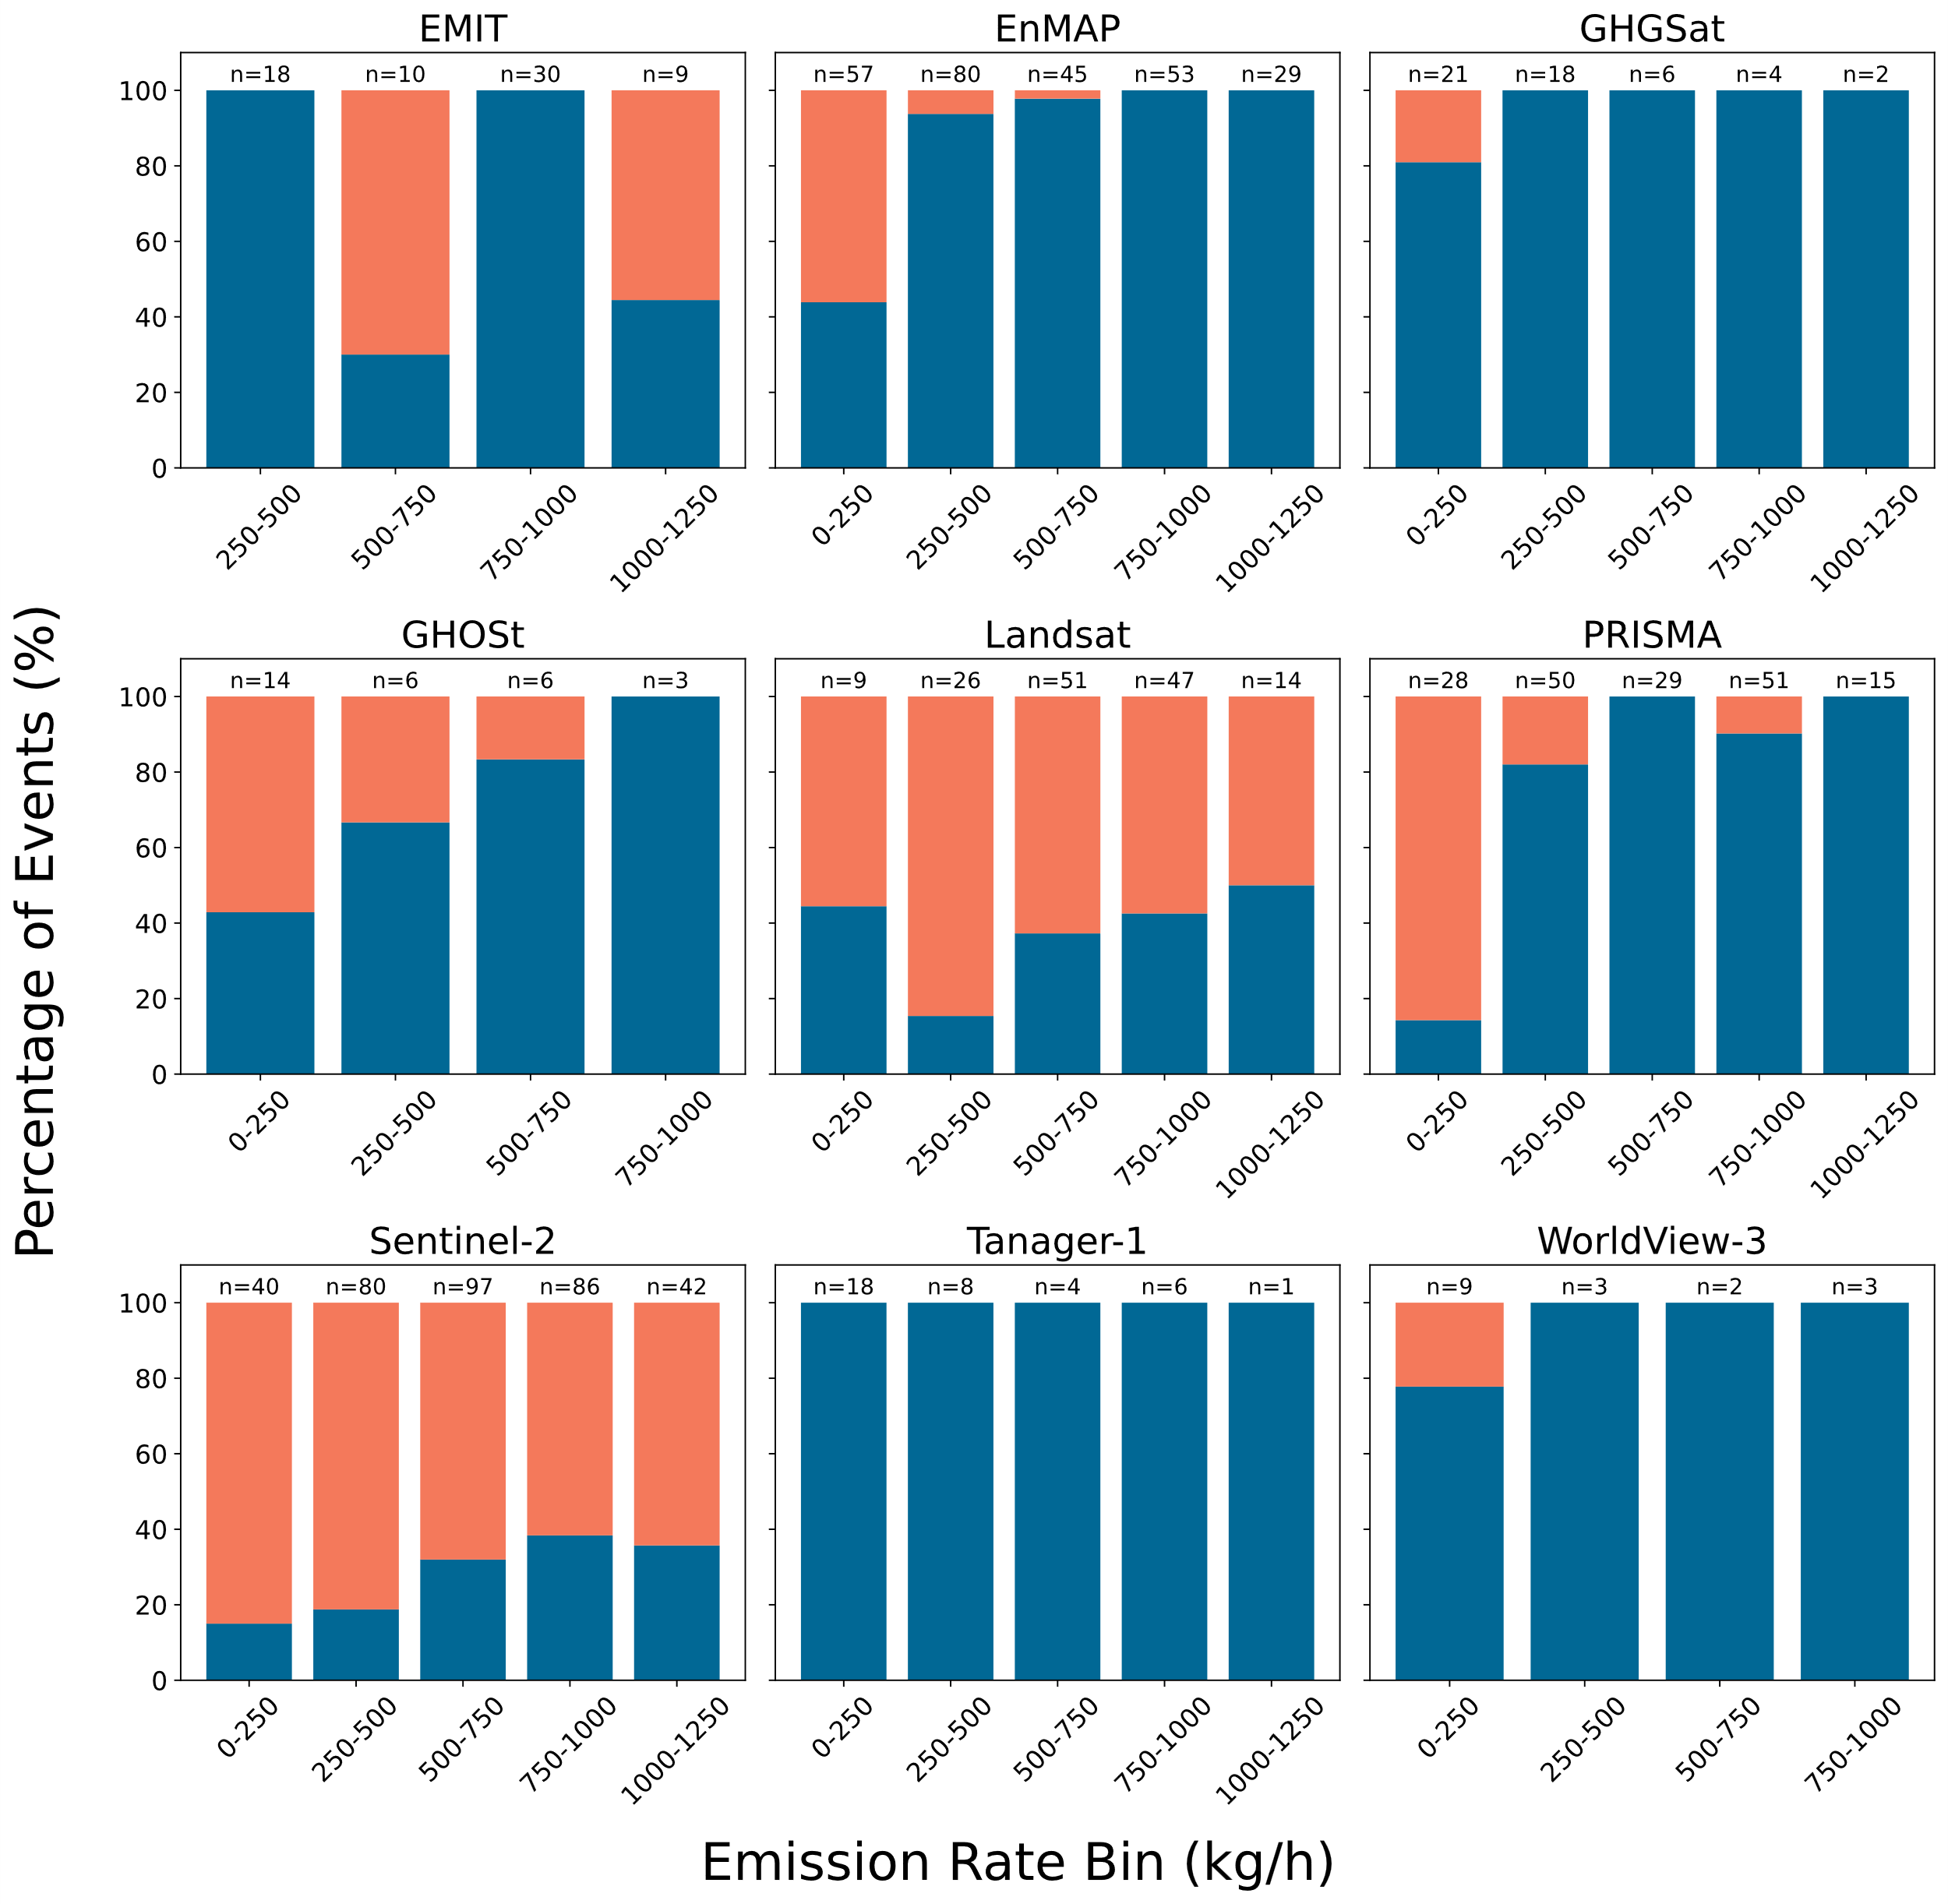 EMIT
EnMAP
GHGSat
n=18 n=10 n=30 n=9
n=57 n=80 n=45 n=53 n=29
n=21 n=18 n=6 n=4 n=2
100
80
60
40
20
0
250-500 500-750 750-1000 1000-1250
0-250 250-500 500-750 750-1000 1000-1250
0-250 250-500 500-750 750-1000 1000-1250
Percentage of Events (%)
GHOSt
Landsat
PRISMA
n=14 n=6 n=6 n=3
n=9 n=26 n=51 n=47 n=14
n=28 n=50 n=29 n=51 n=15
100
80
60
40
20
0
0-250 250-500 500-750 750-1000
0-250 250-500 500-750 750-1000 1000-1250
0-250 250-500 500-750 750-1000 1000-1250
Sentinel-2
Tanager-1
WorldView-3
n=40 n=80 n=97 n=86 n=42
n=18 n=8 n=4 n=6 n=1
n=9 n=3 n=2 n=3
100
80
60
40
20
0
0-250 250-500 500-750 750-1000 1000-1250
0-250 250-500 500-750 750-1000 1000-1250
0-250 250-500 500-750 750-1000
Emission Rate Bin (kg/h)